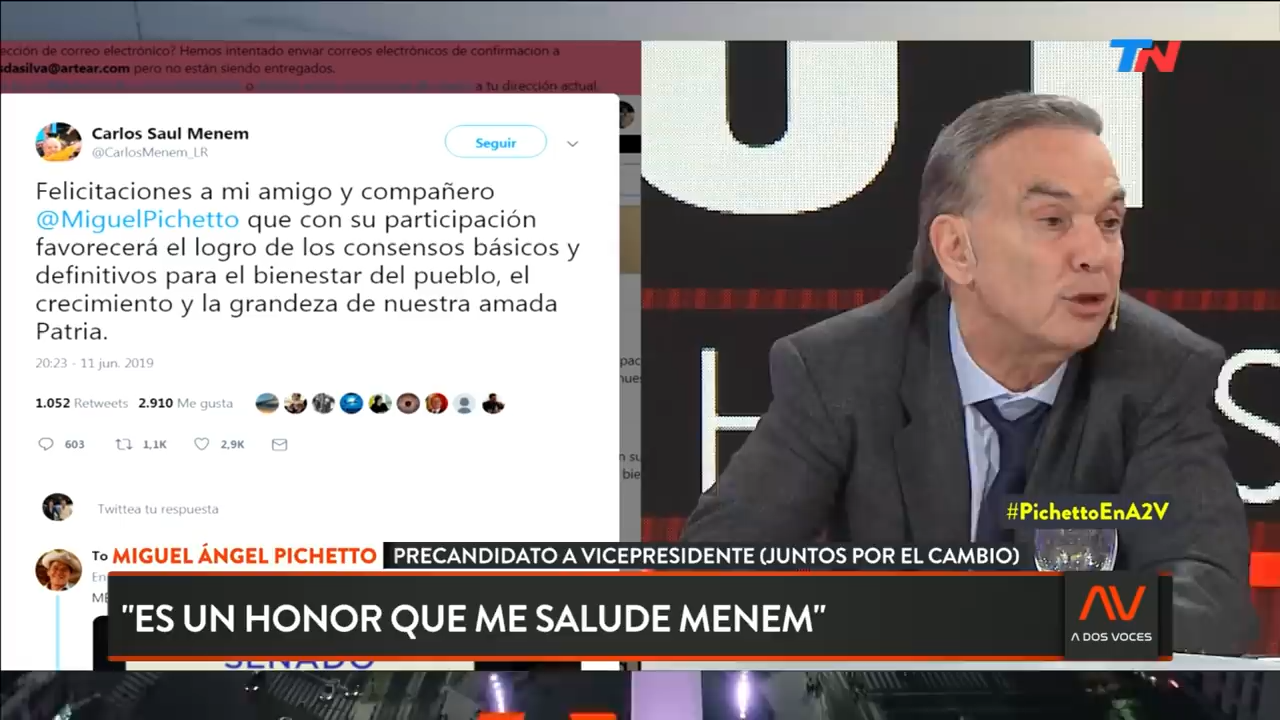 ección de correo electrónico? Hemos intentado enviar correos electrónicos de confirmación a
sdasilva@artear.com pero no están siendo entregados.
o
a tu dirección actual.
TN
Carlos Saul Menem
@CarlosMenem_LR
Seguir
Felicitaciones a mi amigo y compañero
@MiguelPichetto que con su participación
favorecerá el logro de los consensos básicos y
definitivos para el bienestar del pueblo, el
crecimiento y la grandeza de nuestra amada
Patria.
20:23 - 11 jun. 2019
1.052 Retweets 2.910 Me gusta
603 1,1K 2,9K
Twittea tu respuesta
#PichettoEnA2V
To
En
MIGUEL ÁNGEL PICHETTO PRECANDIDATO A VICEPRESIDENTE (JUNTOS POR EL CAMBIO)
"ES UN HONOR QUE ME SALUDE MENEM"
AV
A DOS VOCES
SENADO